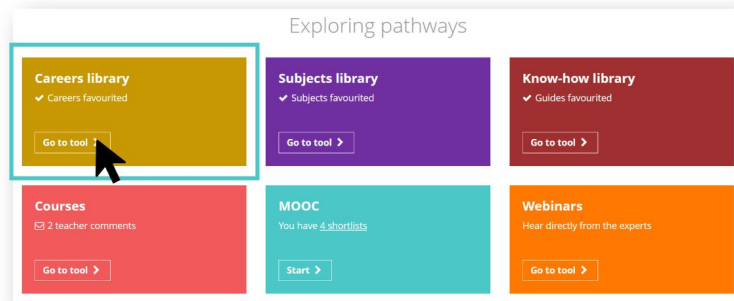 Exploring pathways
Careers library
Careers favourited
Go to tool
Subjects library
Subjects favourited
Go to tool
Know-how library
Guides favourited
Go to tool
Courses
2 teacher comments
Go to tool
MOOC
You have 4 shortlists
Start
Webinars
Hear directly from the experts
Go to tool